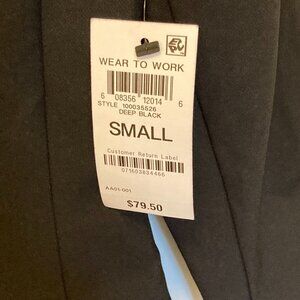 WEAR TO WORK
6 08356 12014 6
STYLE 100035526
DEEP BLACK
SMALL
Customer Return Label
071603834466
AA01-001
$79.50